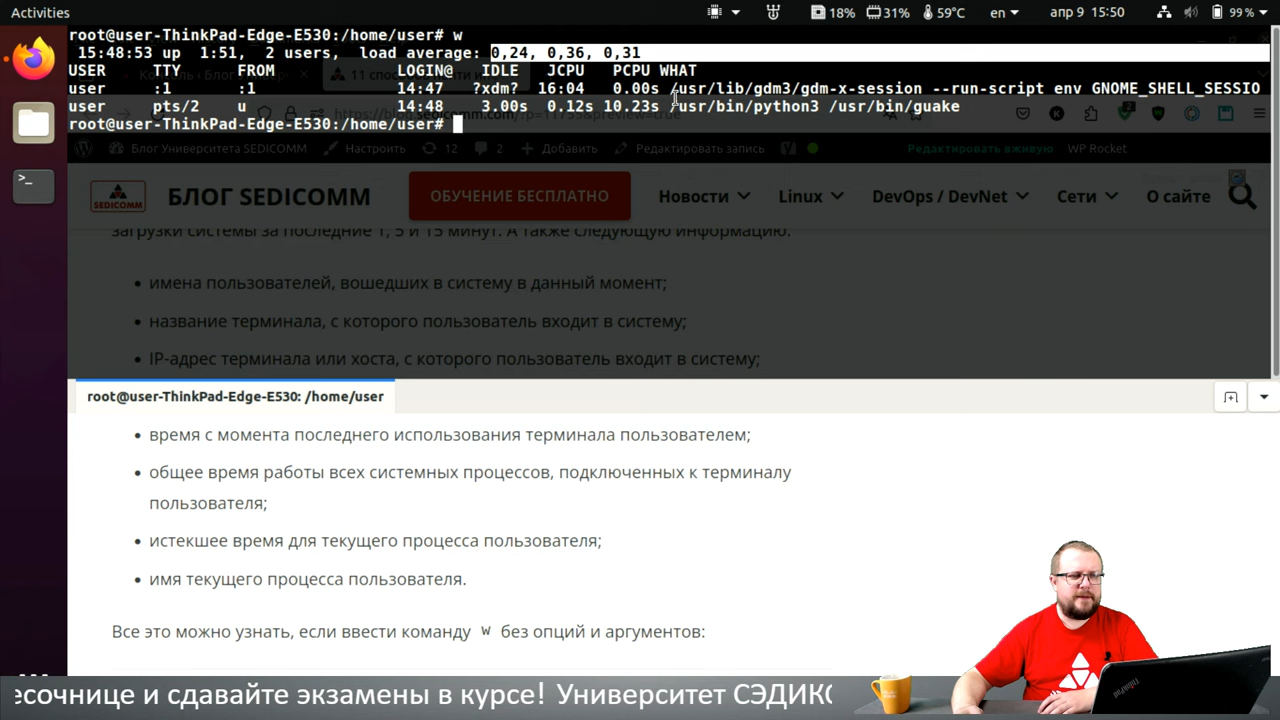 Activities
18% 31% 59°C en апр 9 15:50 99 %
root@user-ThinkPad-Edge-E530:/home/user# w
15:48:53 up 1:51, 2 users, load average: 0,24, 0,36, 0,31
USER TTY FROM LOGIN@ IDLE JCPU PCPU WHAT
user :1 :1 14:47 ?xdm? 16:04 0.00s /usr/lib/gdm3/gdm-x-session --run-script env GNOME_SHELL_SESSIO
user pts/2 u 14:48 3.00s 0.12s 10.23s /usr/bin/python3 /usr/bin/guake
root@user-ThinkPad-Edge-E530:/home/user#
Блог Университета SEDICOMM Настроить 12 2 Добавить Редактировать запись Редактировать вживую WP Rocket
БЛОГ SEDICOMM ОБУЧЕНИЕ БЕСПЛАТНО Новости Linux DevOps / DevNet Сети О сайте
загрузки системы за последние 1, 5 и 15 минут. А также следующую информацию:
• имена пользователей, вошедших в систему в данный момент;
• название терминала, с которого пользователь входит в систему;
• IP-адрес терминала или хоста, с которого пользователь входит в систему;
root@user-ThinkPad-Edge-E530: /home/user
• время с момента последнего использования терминала пользователем;
• общее время работы всех системных процессов, подключенных к терминалу
пользователя;
• истекшее время для текущего процесса пользователя;
• имя текущего процесса пользователя.
Все это можно узнать, если ввести команду w без опций и аргументов:
ThinkPad
есочнице и сдавайте экзамены в курсе! Университет СЭДИКО